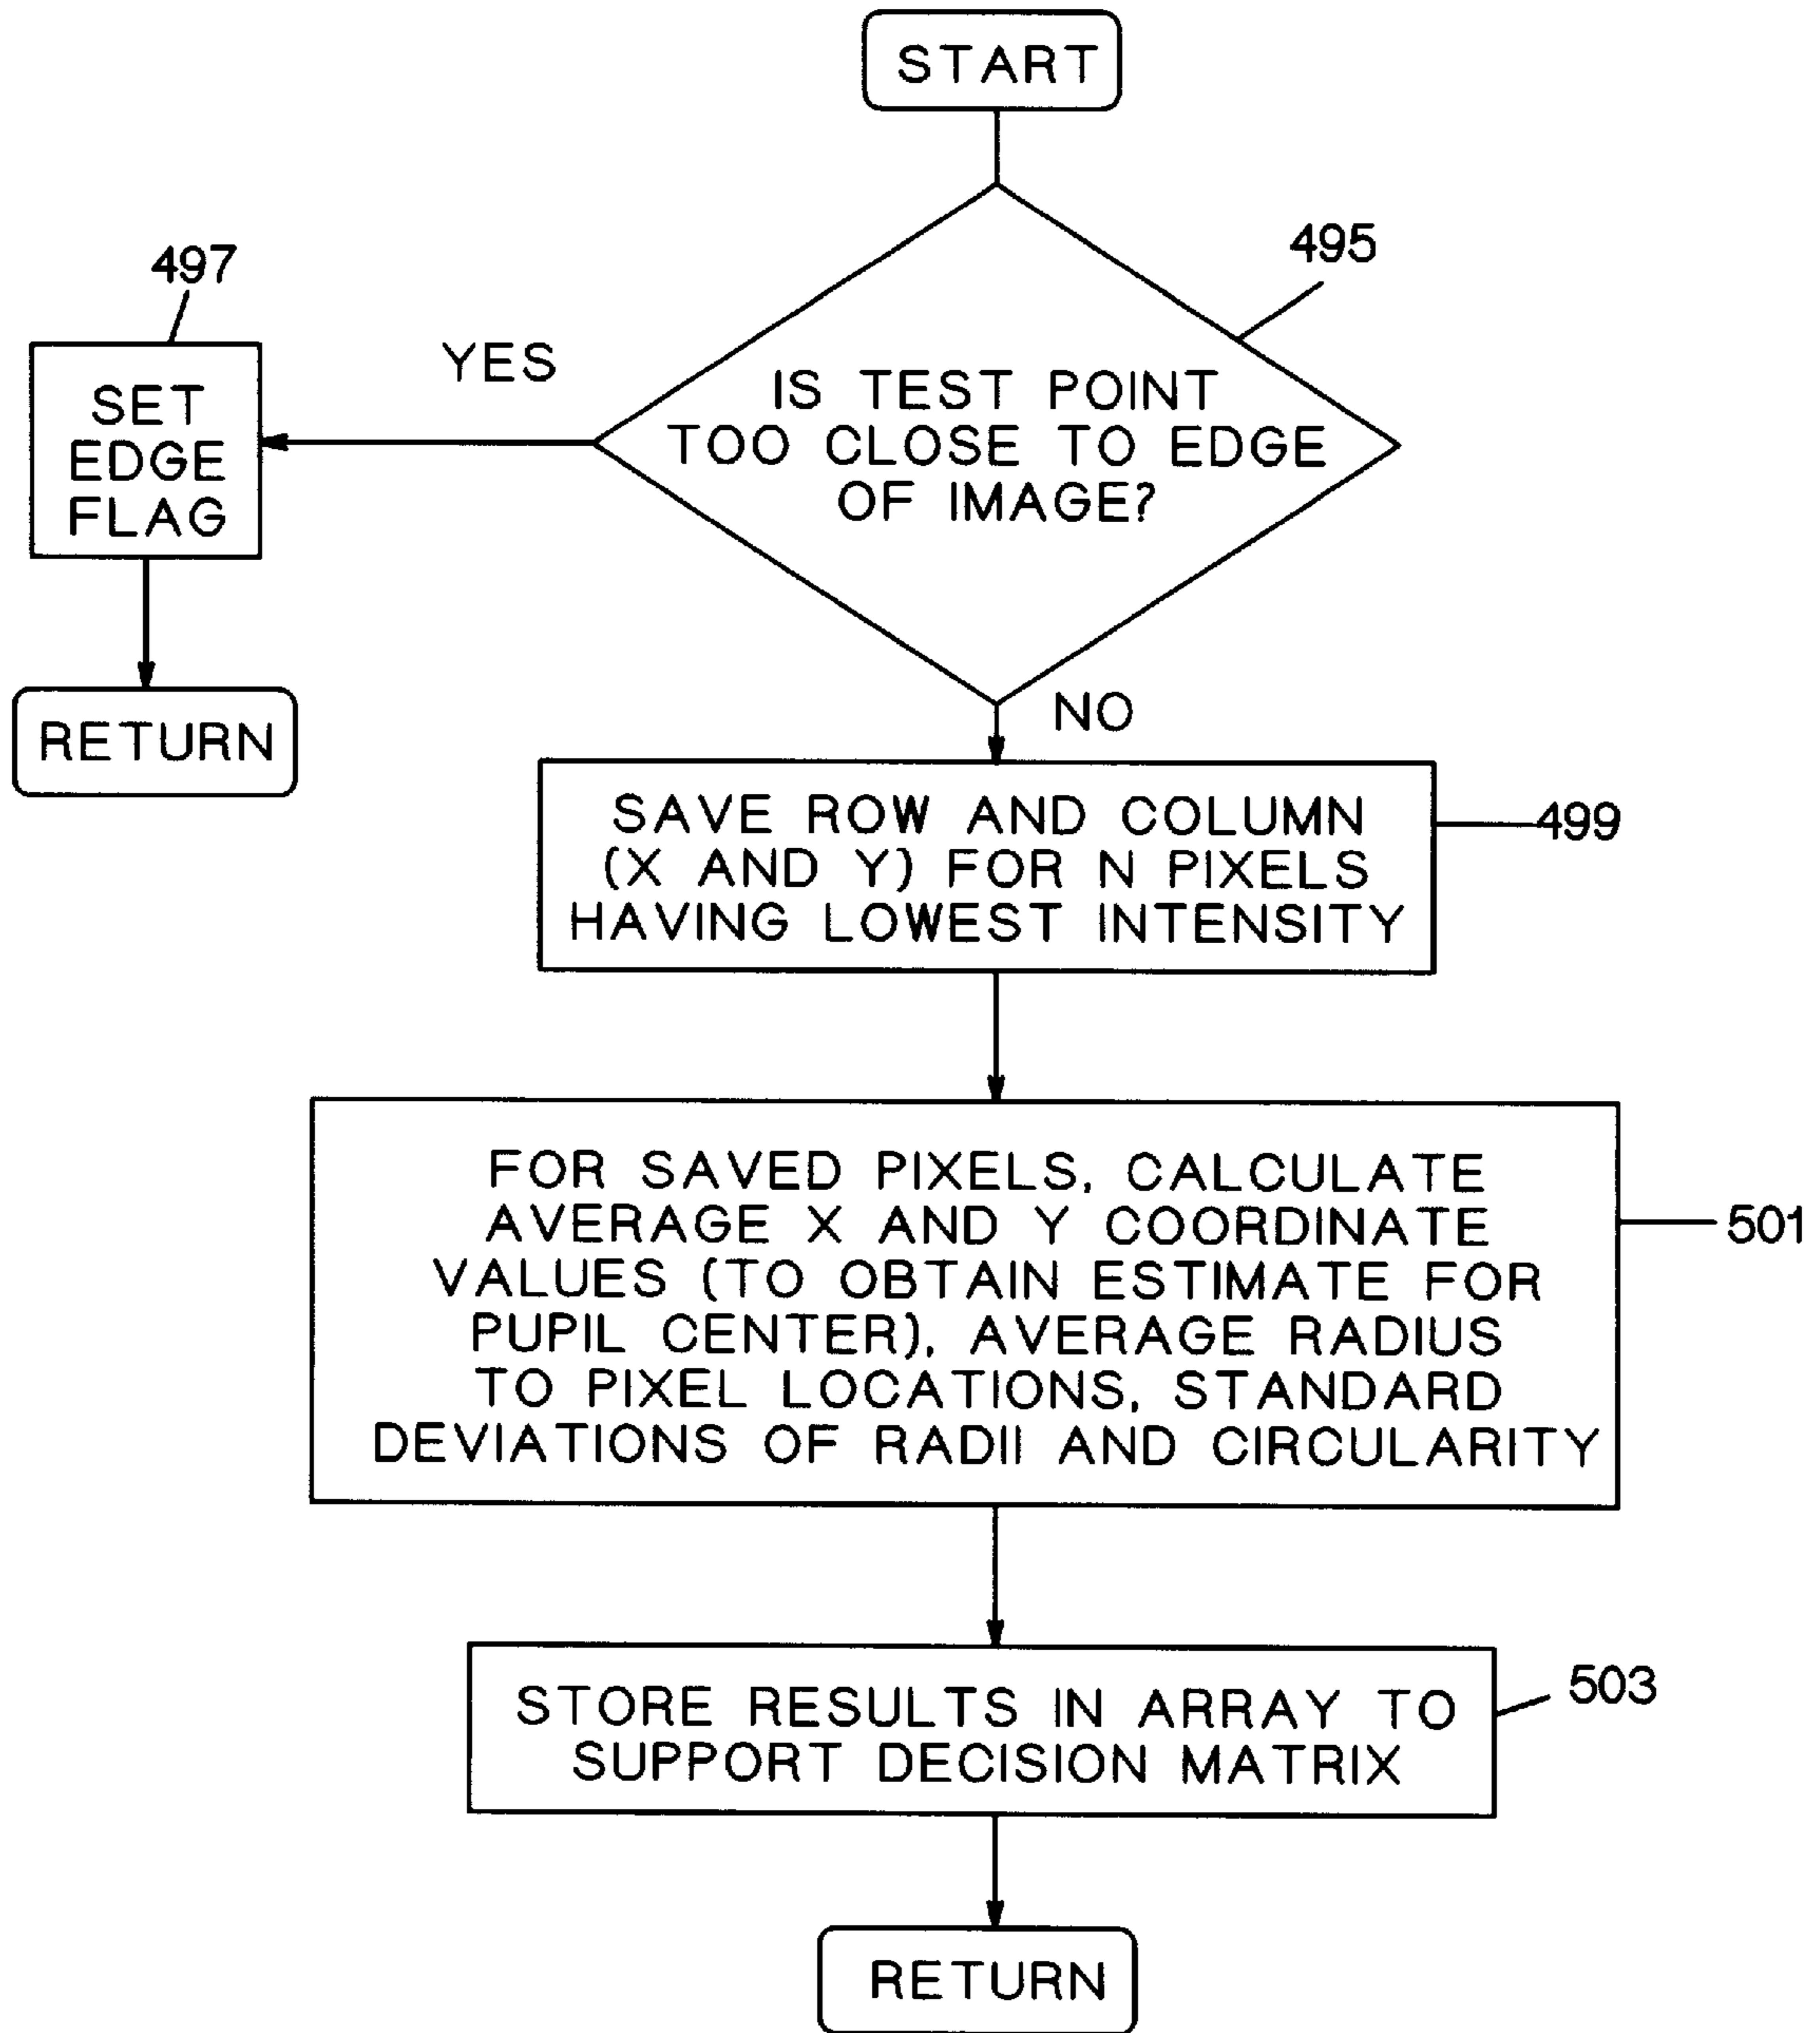 START
495
497
YES
IS TEST POINT
TOO CLOSE TO EDGE
OF IMAGE?
SET
EDGE
FLAG
RETURN
NO
SAVE ROW AND COLUMN
(X AND Y) FOR N PIXELS
HAVING LOWEST INTENSITY
499
FOR SAVED PIXELS, CALCULATE
AVERAGE X AND Y COORDINATE
VALUES (TO OBTAIN ESTIMATE FOR
PUPIL CENTER), AVERAGE RADIUS
TO PIXEL LOCATIONS, STANDARD
DEVIATIONS OF RADII AND CIRCULARITY
501
STORE RESULTS IN ARRAY TO
SUPPORT DECISION MATRIX
503
RETURN